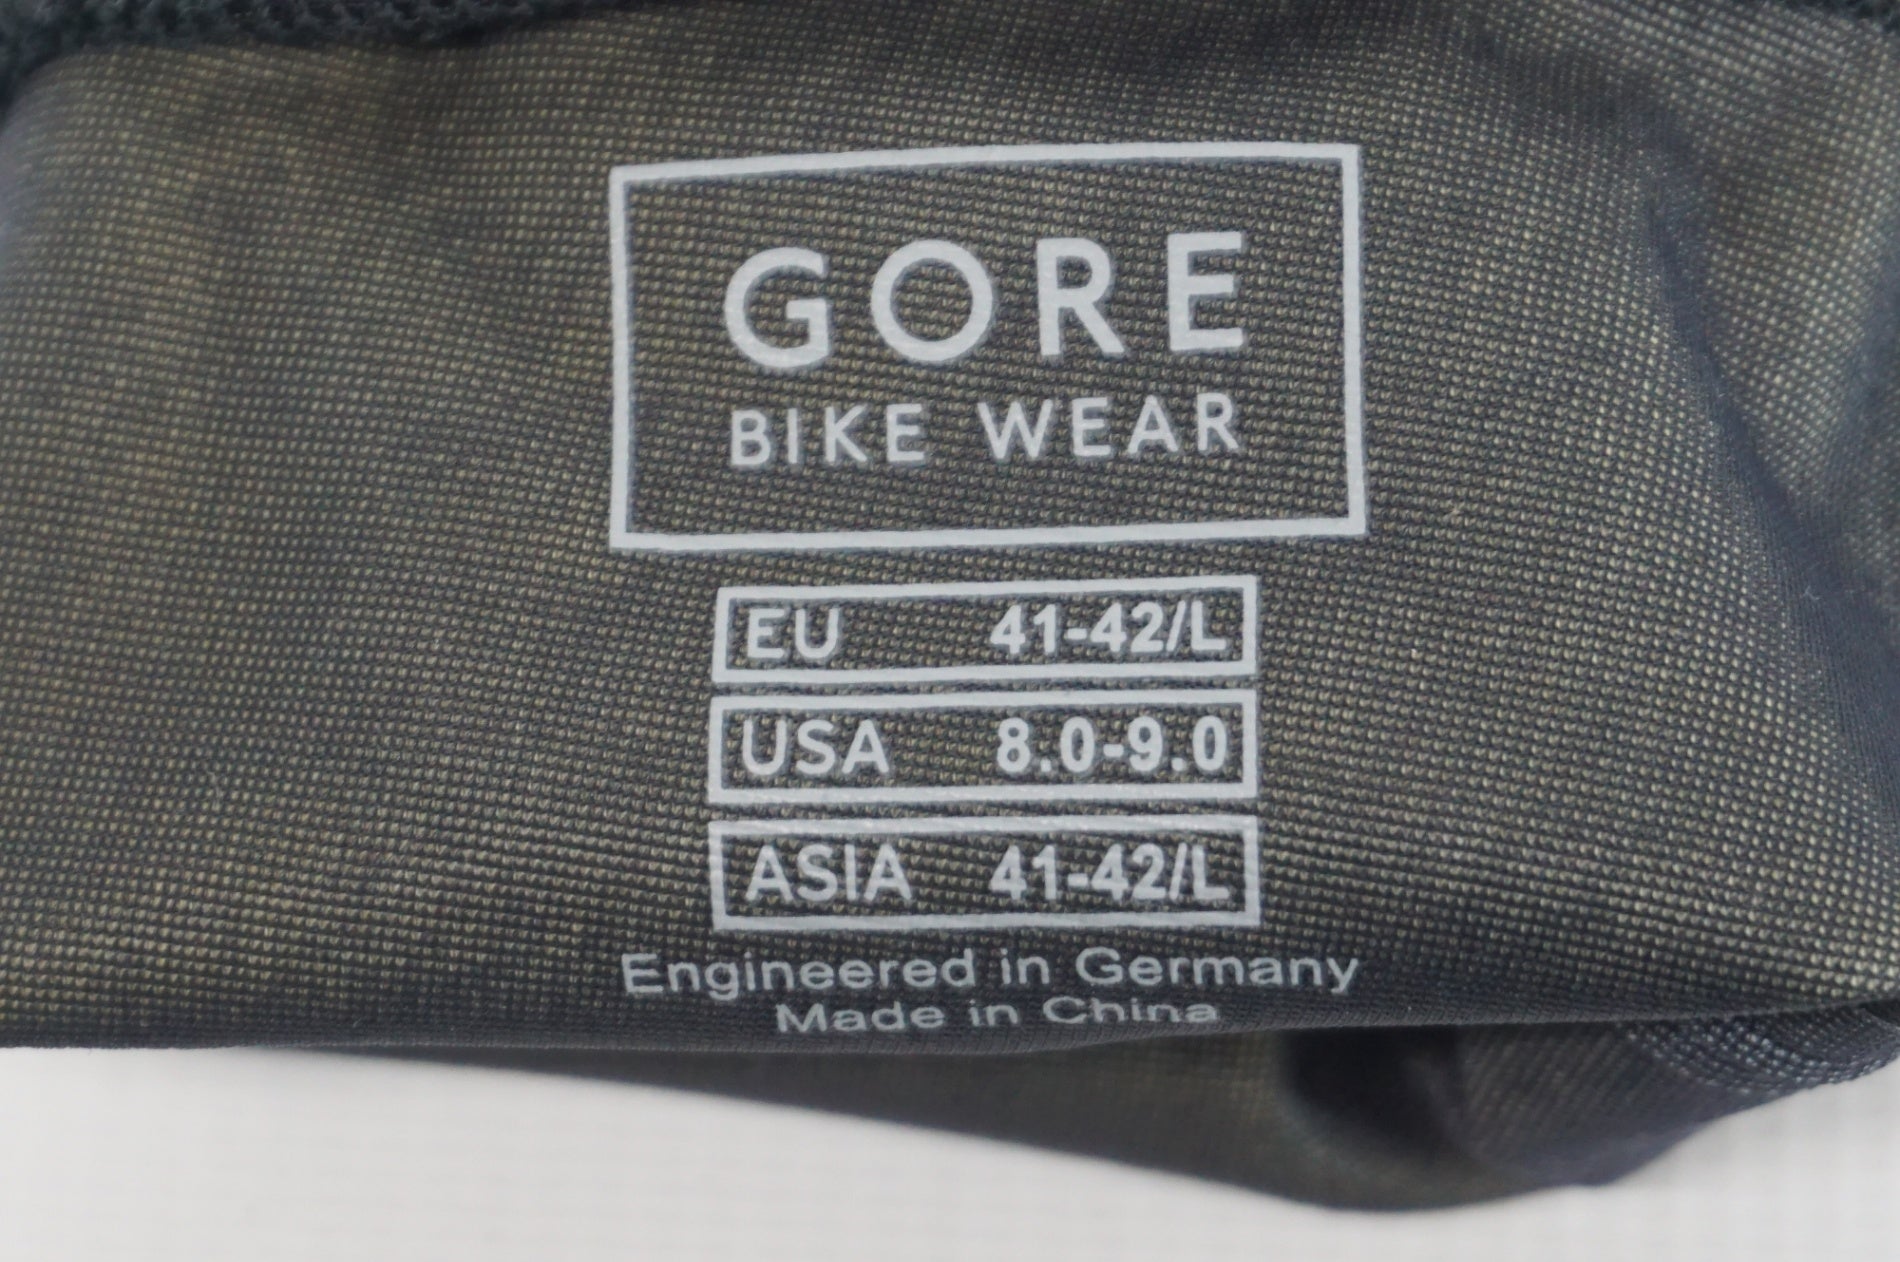 GORE
BIKE WEAR
EU 41-42/L
USA 8.0-9.0
ASIA 41-42/L
Engineered in Germany
Made in China